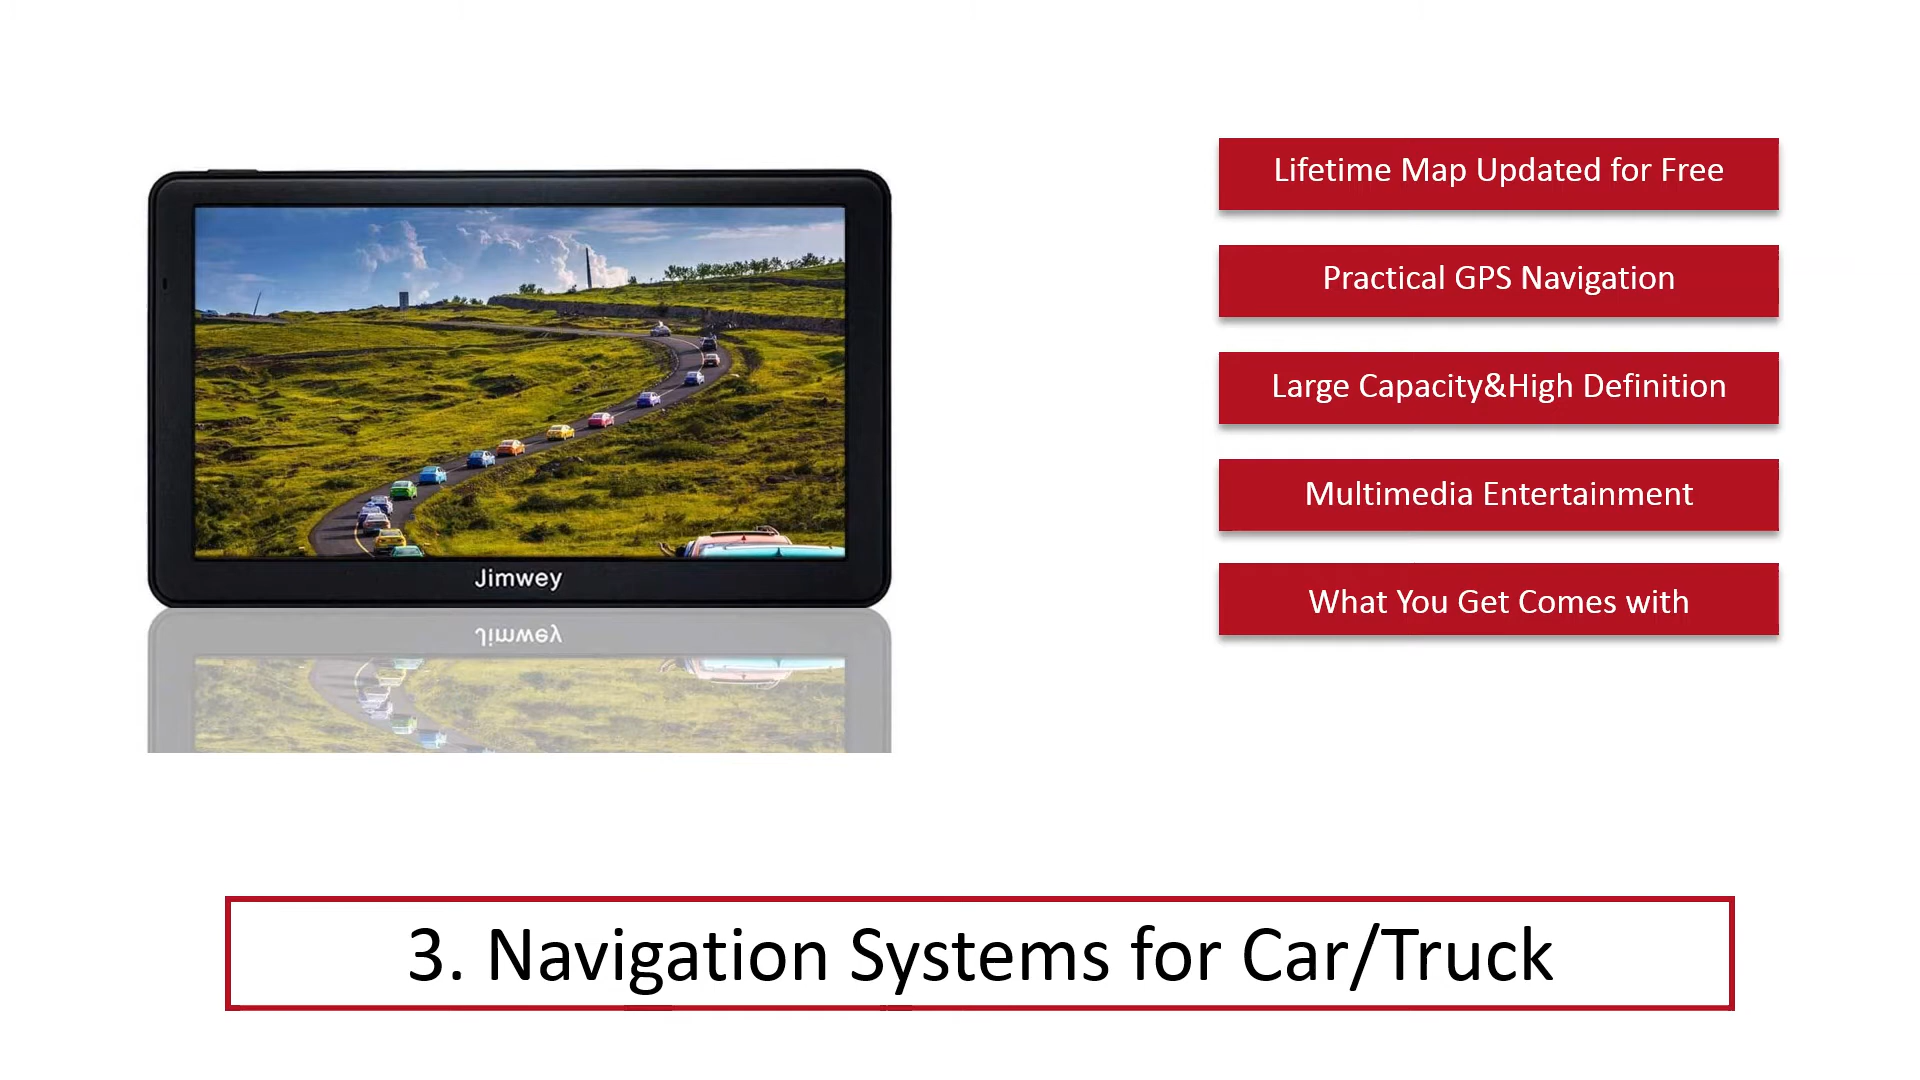 Lifetime Map Updated for Free
Practical GPS Navigation
Large Capacity&High Definition
Multimedia Entertainment
What You Get Comes with
Jimwey
Jimwey
3. Navigation Systems for Car/Truck